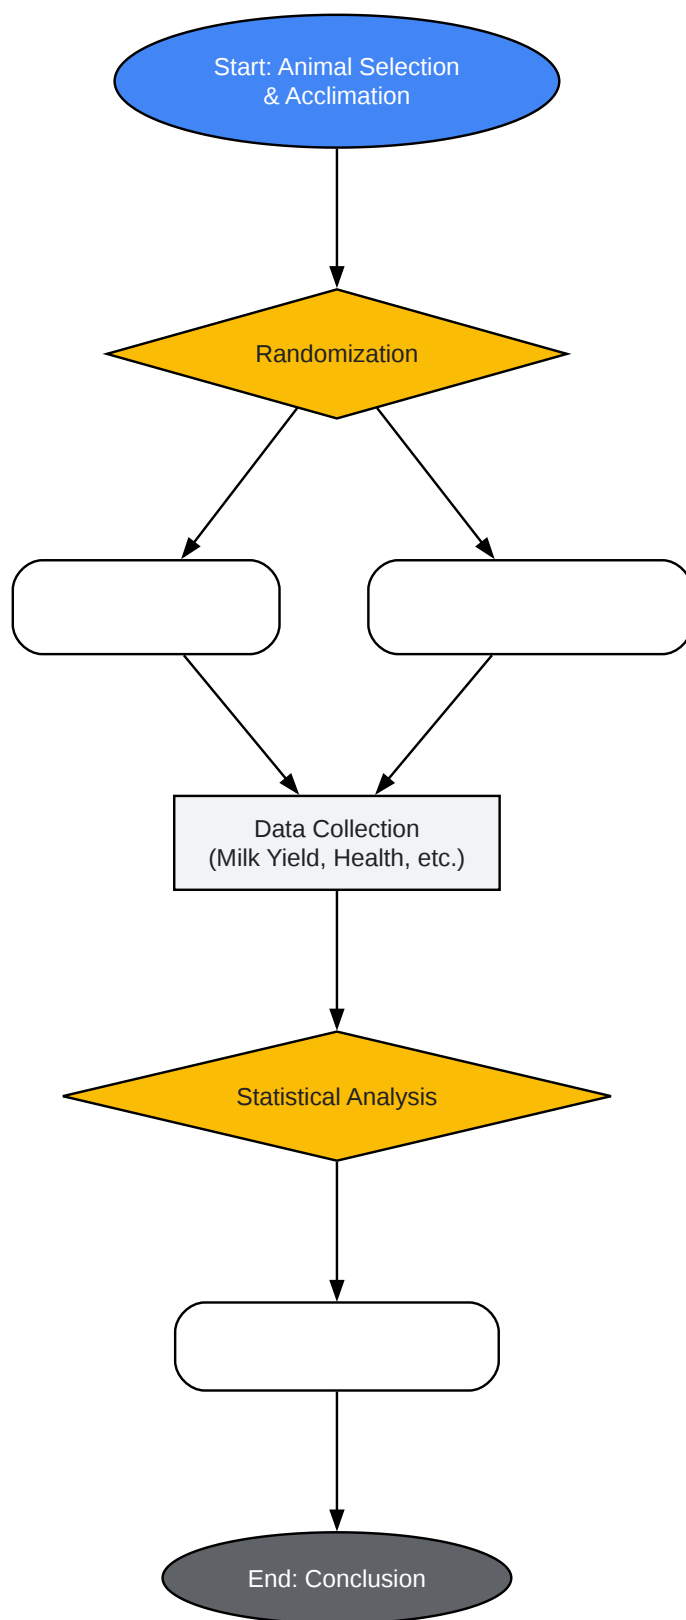 Start: Animal Selection
& Acclimation
Randomization
Data Collection
(Milk Yield, Health, etc.)
Statistical Analysis
End: Conclusion